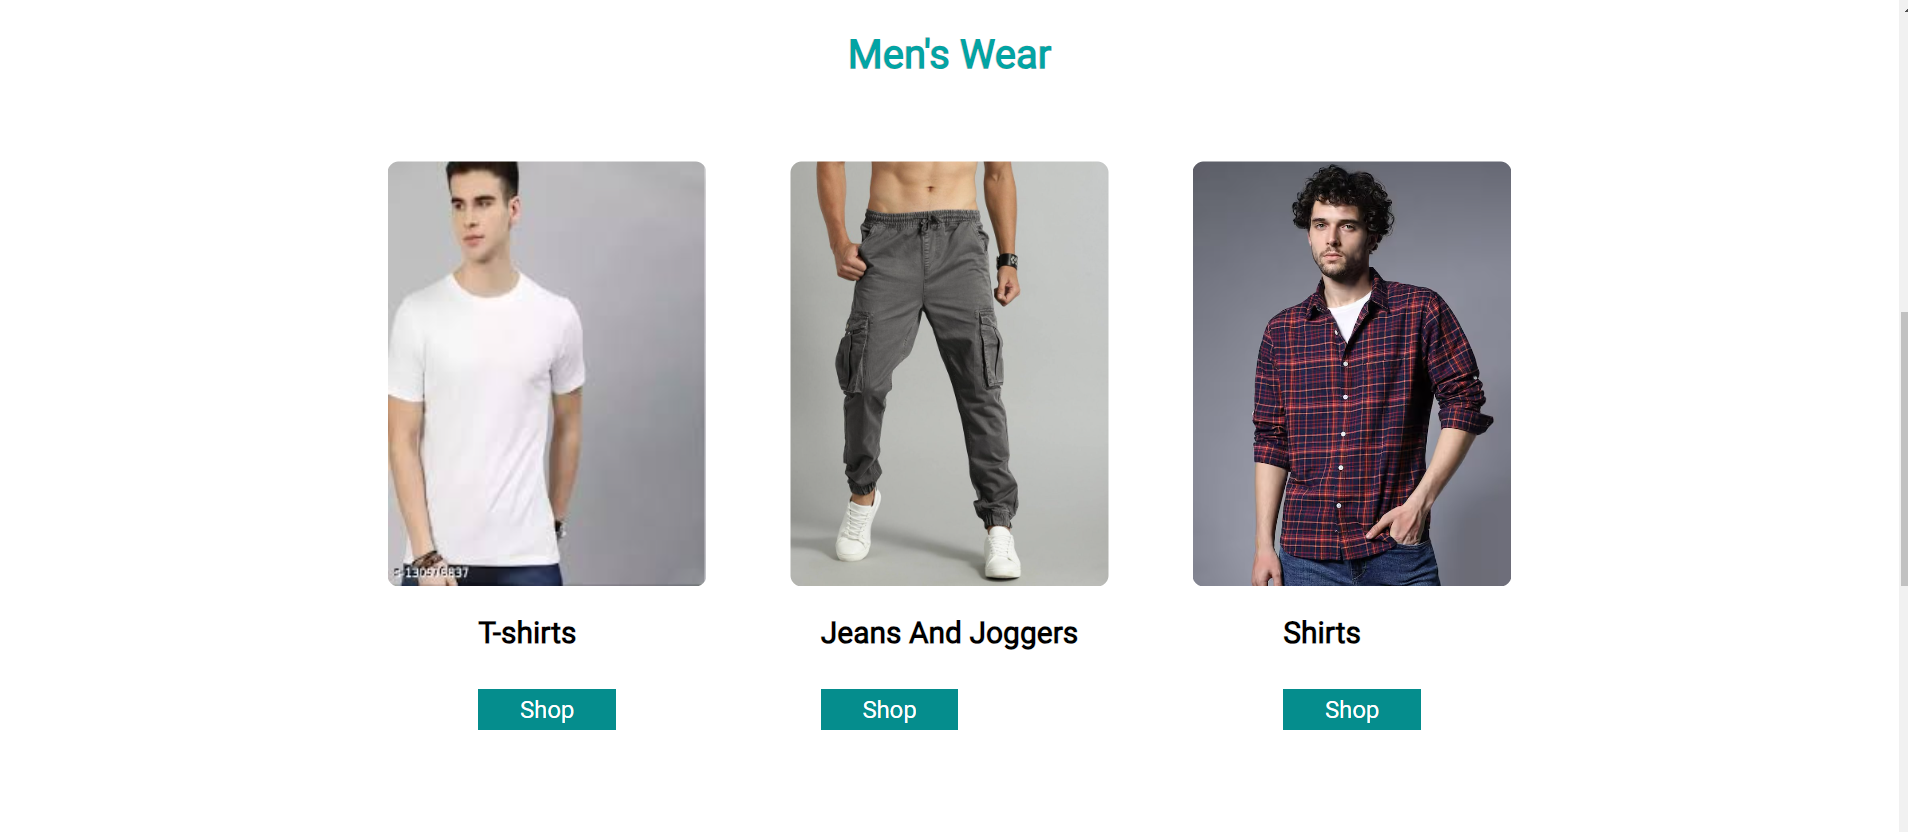 Men's Wear
T-shirts
Jeans And Joggers
Shirts
Shop
Shop
Shop